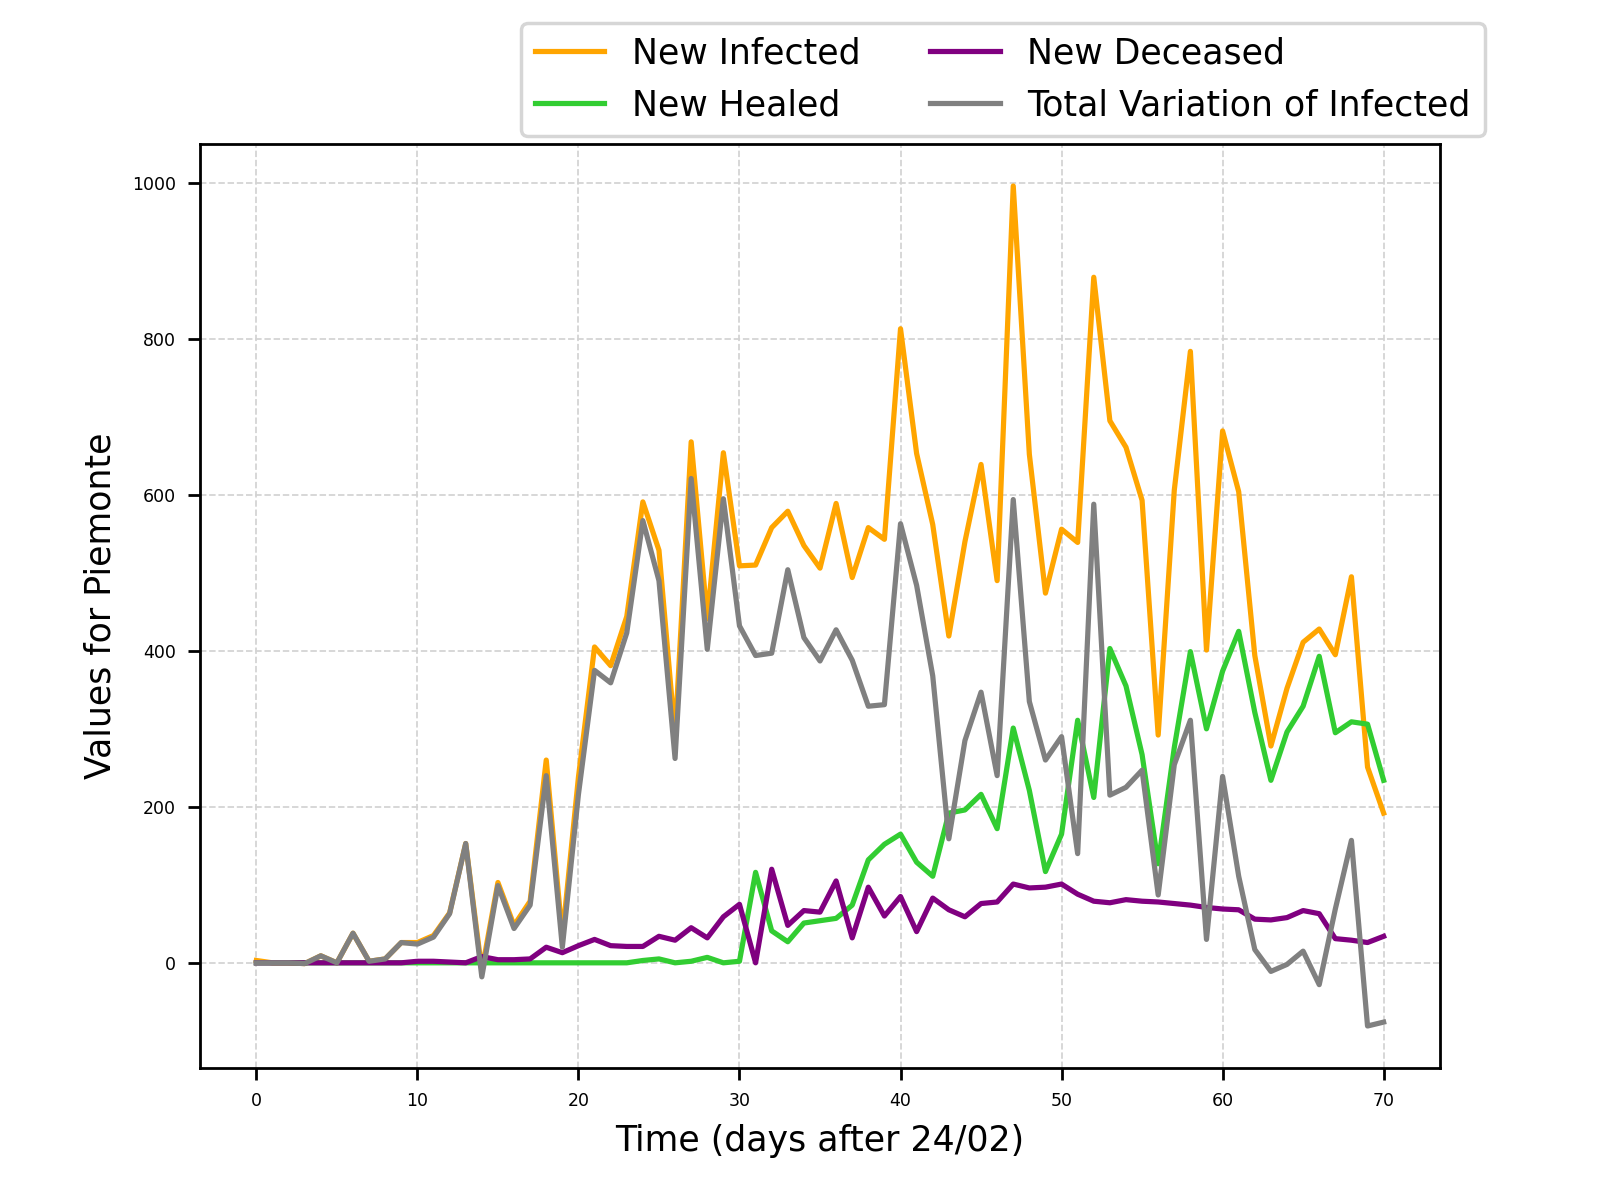 New Infected
New Healed
New Deceased
Total Variation of Infected
Values for Piemonte
1000
800
600
400
200
0
0 10 20 30 40 50 60 70
Time (days after 24/02)